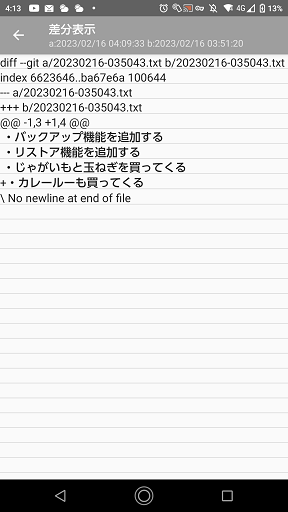 4:13
4G
13%
差分表示
a:2023/02/16 04:09:33 b:2023/02/16 03:51:20
diff --git a/20230216-035043.txt b/20230216-035043.txt
index 6623646..ba67e6a 100644
--- a/20230216-035043.txt
+++ b/20230216-035043.txt
@@ -1,3 +1,4 @@
・バックアップ機能を追加する
・リストア機能を追加する
・じゃがいもと玉ねぎを買ってくる
+・カレールーも買ってくる
\ No newline at end of file